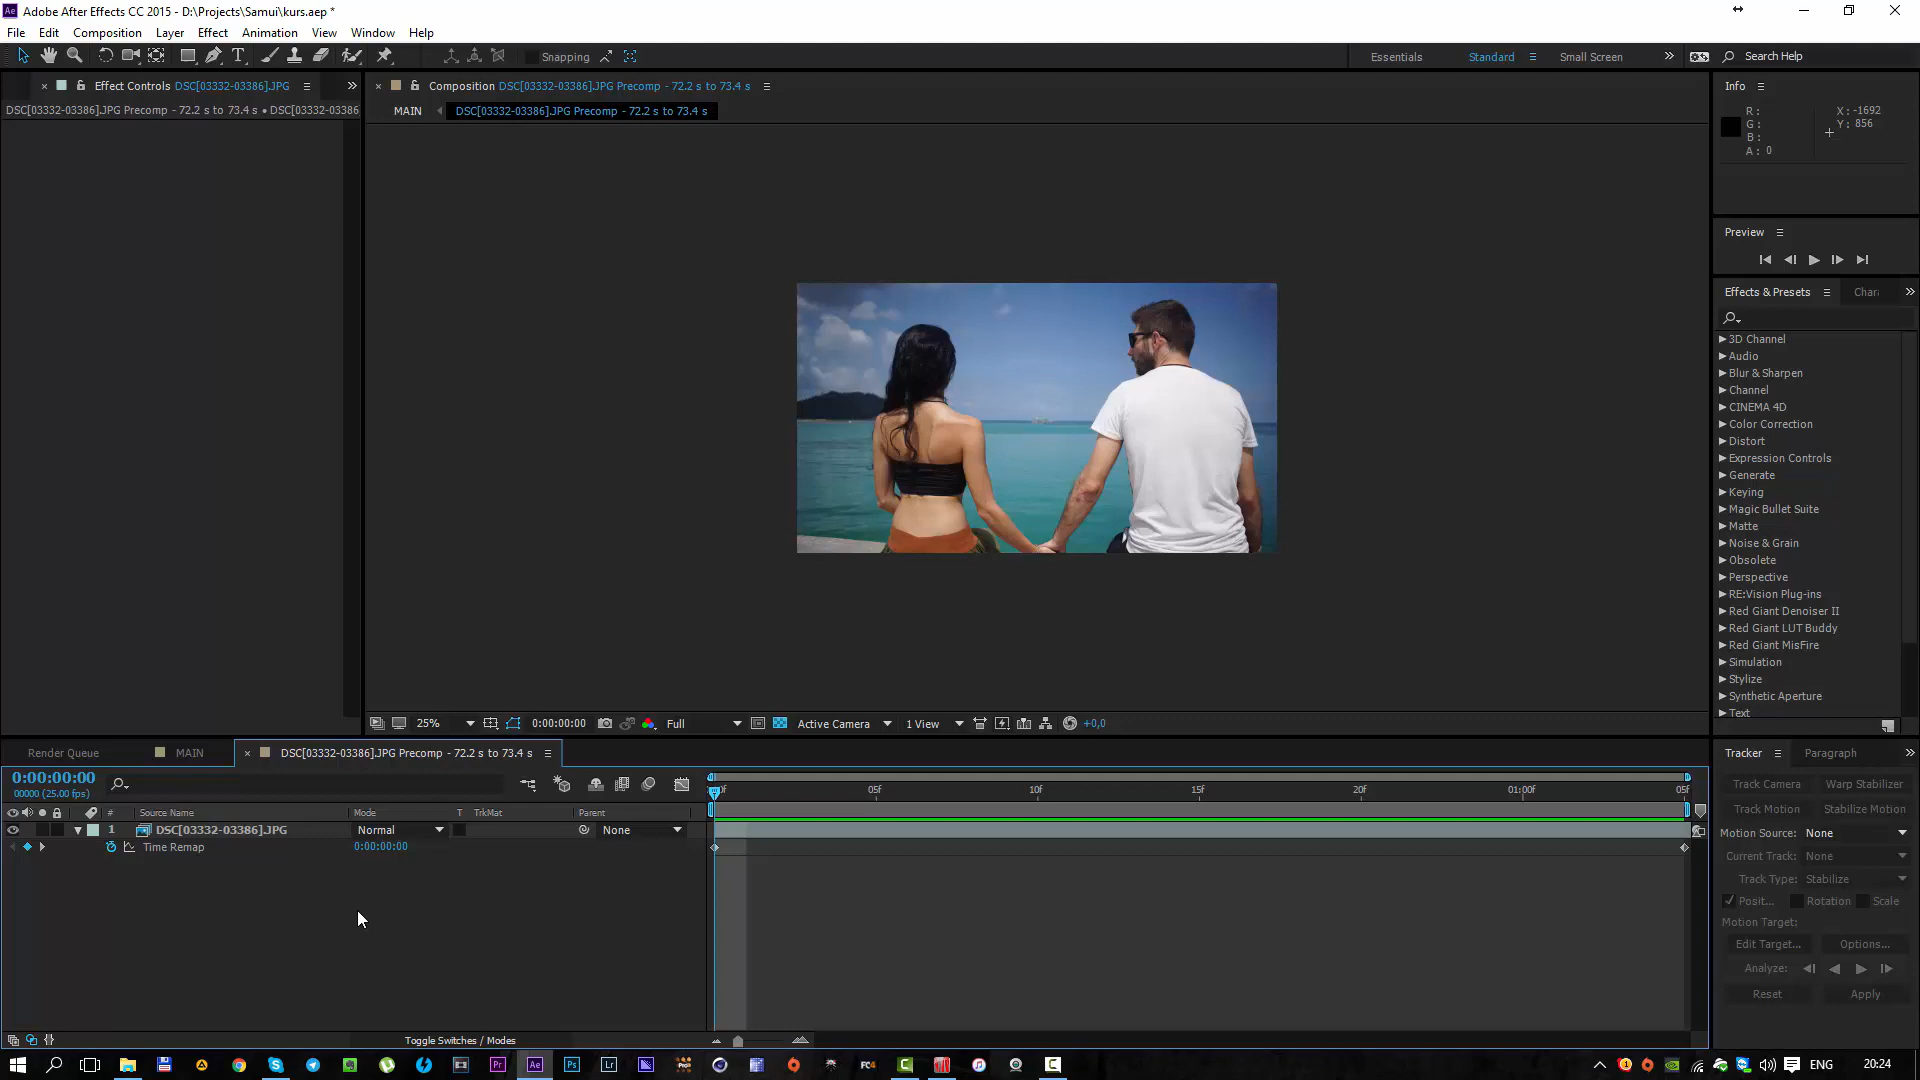 Adobe After Effects CC 2015 - D:\Projects\Samui\kurs.aep *
File Edit Composition Layer Effect Animation View Window Help
Snapping
Essentials Standard Small Screen Search Help
Effect Controls DSC[03332-03386].JPG
Composition DSC[03332-03386].JPG Precomp - 72.2 s to 73.4 s
Info
DSC[03332-03386].JPG Precomp - 72.2 s to 73.4 s • DSC[03332-03386
MAIN DSC[03332-03386].JPG Precomp - 72.2 s to 73.4 s
R: X: -1692
G: Y: 856
B:
A: 0
Preview
Effects & Presets Chara
3D Channel
Audio
Blur & Sharpen
Channel
CINEMA 4D
Color Correction
Distort
Expression Controls
Generate
Keying
Magic Bullet Suite
Matte
Noise & Grain
Obsolete
Perspective
RE:Vision Plug-ins
Red Giant Denoiser II
Red Giant LUT Buddy
Red Giant MisFire
Simulation
Stylize
Synthetic Aperture
Text
25% 0:00:00:00 Full Active Camera 1 View +0,0
Render Queue MAIN DSC[03332-03386].JPG Precomp - 72.2 s to 73.4 s
Tracker Paragraph
0:00:00:00
00000 (25.00 fps)
05f 10f 15f 20f 01:00f 05f
# Source Name Mode T TrkMat Parent
1 DSC[03332-03386].JPG Normal None
Time Remap 0:00:00:00
Track Camera Warp Stabilizer
Track Motion Stabilize Motion
Motion Source: None
Current Track: None
Track Type: Stabilize
Posit... Rotation Scale
Motion Target:
Edit Target... Options...
Analyze:
Reset Apply
Toggle Switches / Modes
Pr Ae Ps Lr FC4 ENG 20:24